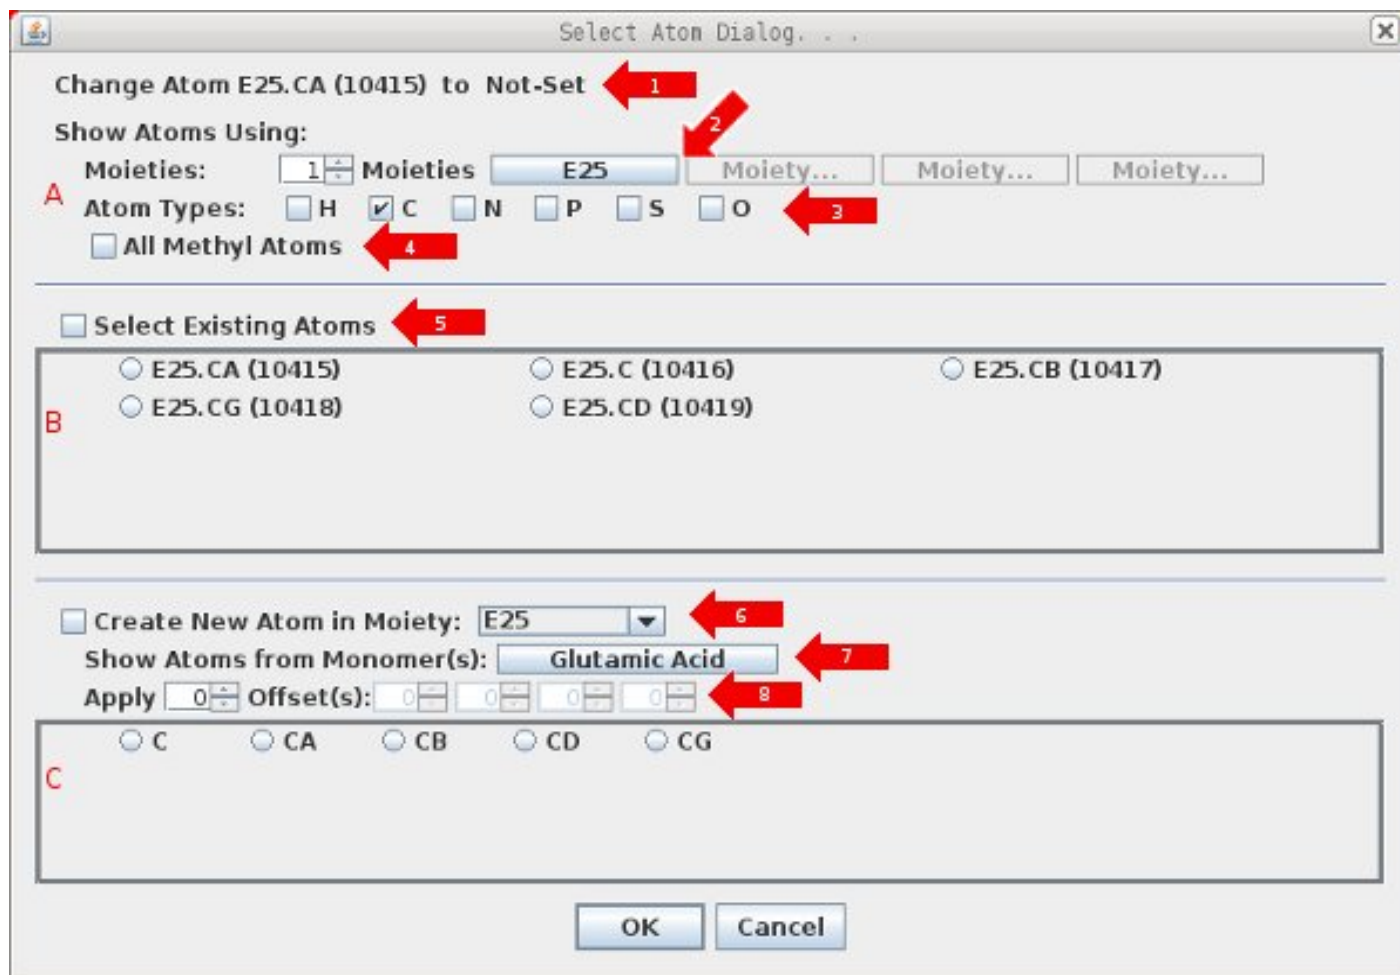 Select Atom Dialog. . .
Change Atom E25.CA (10415) to Not-Set 1
Show Atoms Using: 2
A
Moieties: 1 Moieties E25 Moiety... Moiety... Moiety...
Atom Types: H C N P S O 3
All Methyl Atoms 4
Select Existing Atoms 5
B
E25.CA (10415) E25.C (10416) E25.CB (10417)
E25.CG (10418) E25.CD (10419)
Create New Atom in Moiety: E25 6
Show Atoms from Monomer(s): Glutamic Acid 7
Apply 0 Offset(s): 0 0 0 0 8
C
C CA CB CD CG
OK Cancel